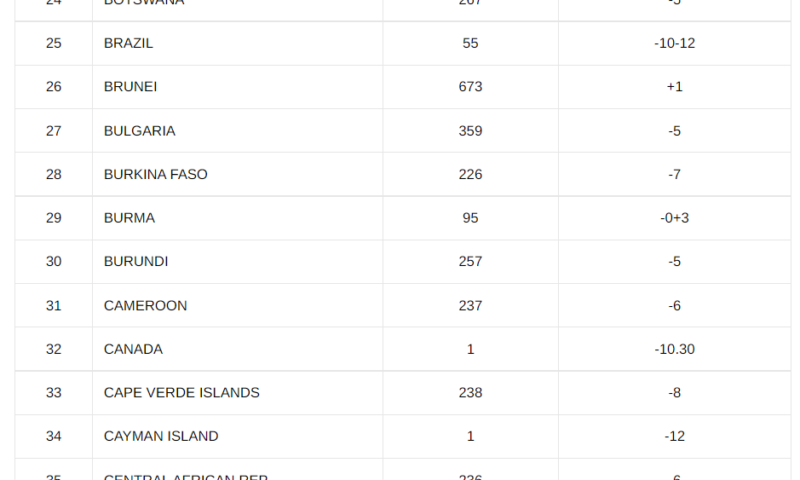 24 BOTSWANA 267 -5
25 BRAZIL 55 -10-12
26 BRUNEI 673 +1
27 BULGARIA 359 -5
28 BURKINA FASO 226 -7
29 BURMA 95 -0+3
30 BURUNDI 257 -5
31 CAMEROON 237 -6
32 CANADA 1 -10.30
33 CAPE VERDE ISLANDS 238 -8
34 CAYMAN ISLAND 1 -12
35 CENTRAL AFRICAN REP 236 -6